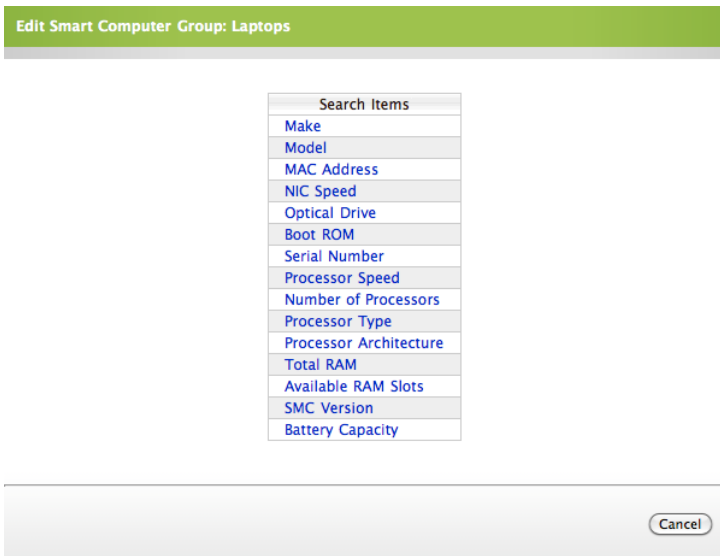 Edit Smart Computer Group: Laptops
Search Items
Make
Model
MAC Address
NIC Speed
Optical Drive
Boot ROM
Serial Number
Processor Speed
Number of Processors
Processor Type
Processor Architecture
Total RAM
Available RAM Slots
SMC Version
Battery Capacity
Cancel